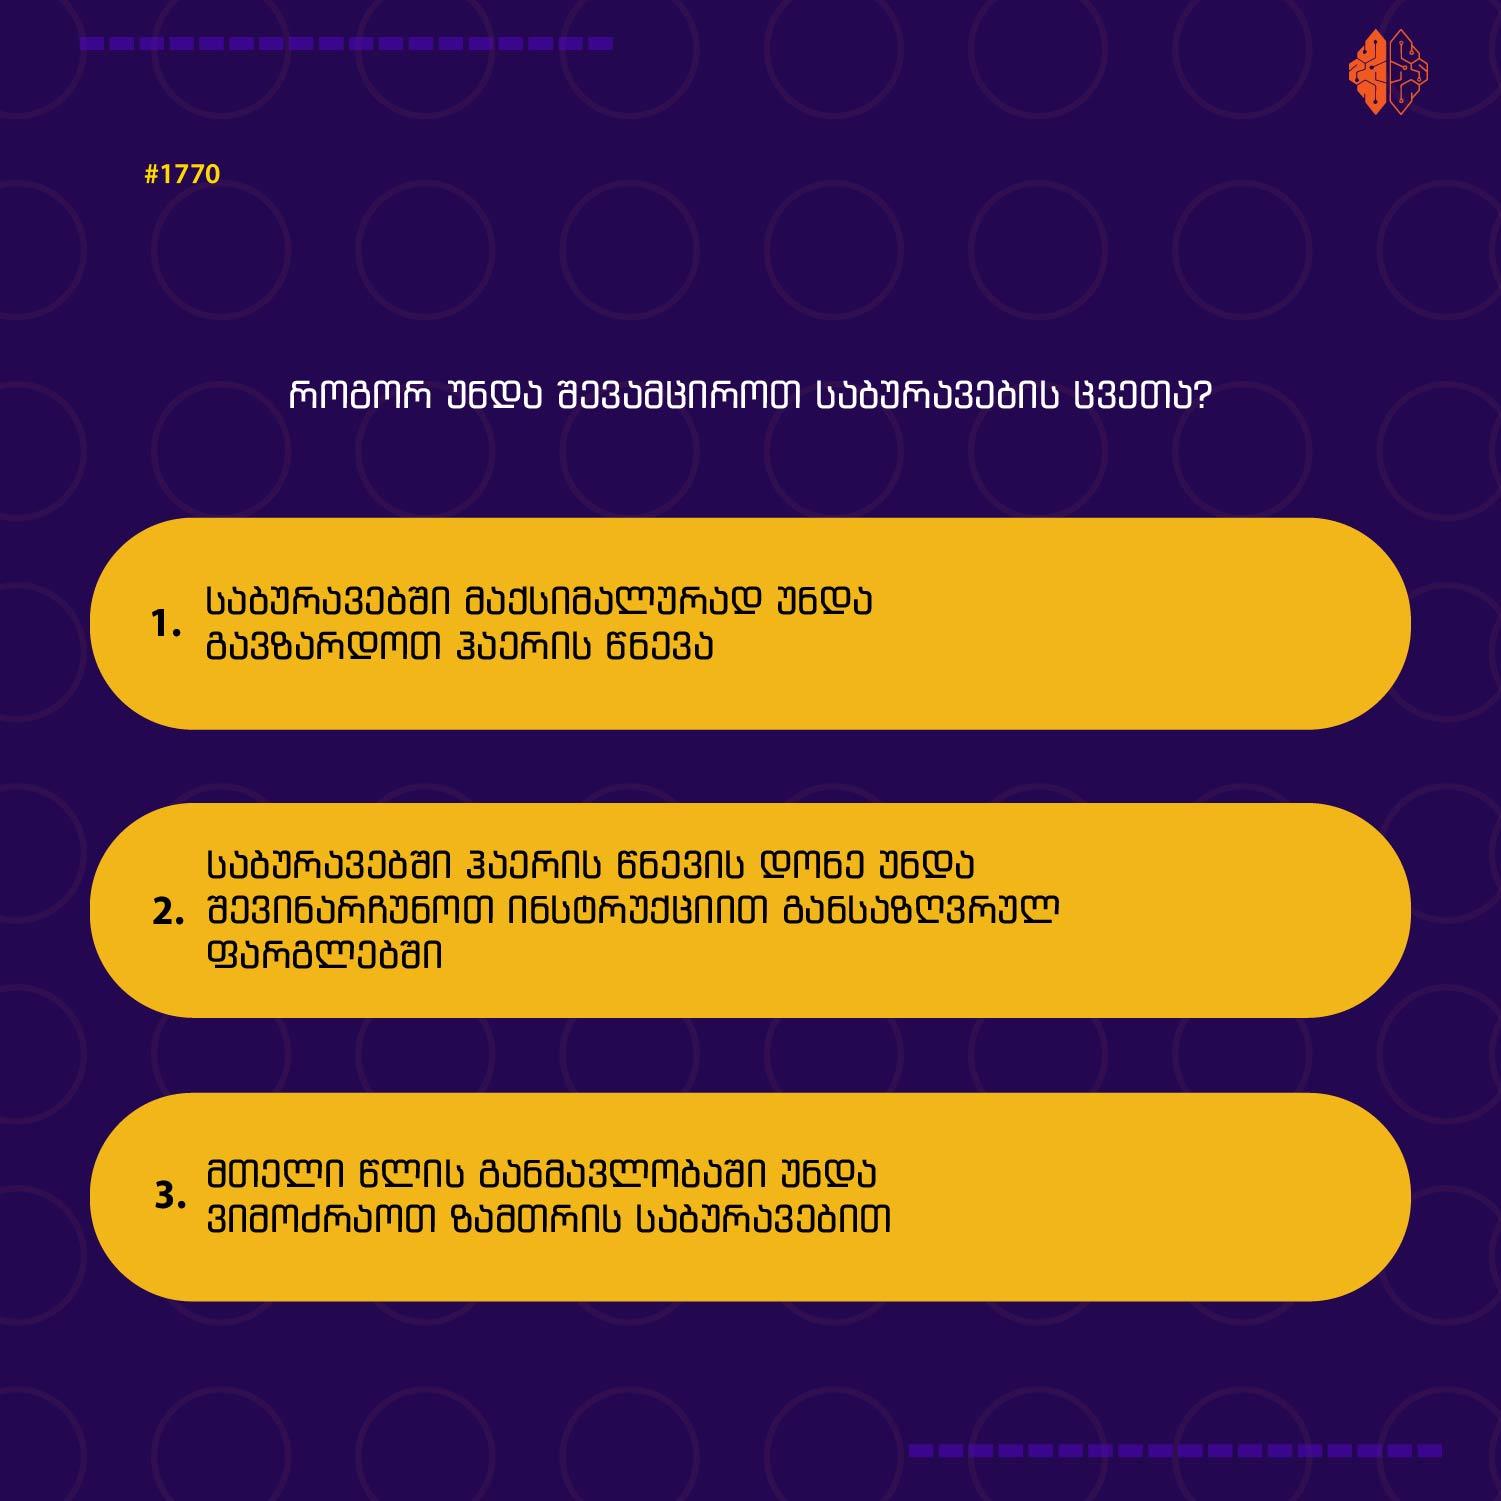 #1770
როგორ უნდა შევამციროთ საბურავების ცვეთა?
1. საბურავებში მაქსიმალურად უნდა
გავზარდოთ ჰაერის წნევა
საბურავებში ჰაერის წნევის დონე უნდა
2. შევინარჩუნოთ ინსტრუქციით განსაზღვრულ
ფარგლებში
3. მთელი წლის განმავლობაში უნდა
ვიმოძრაოთ ზამთრის საბურავებით